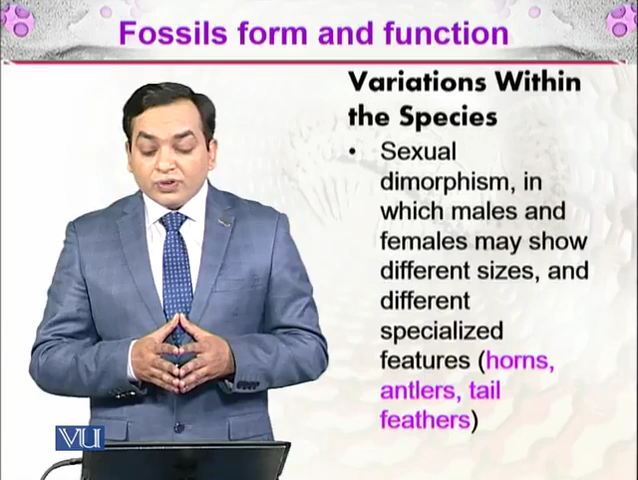 Fossils form and function
Variations Within
the Species
• Sexual
dimorphism, in
which males and
females may show
different sizes, and
different
specialized
features (horns,
antlers, tail
feathers)
VU